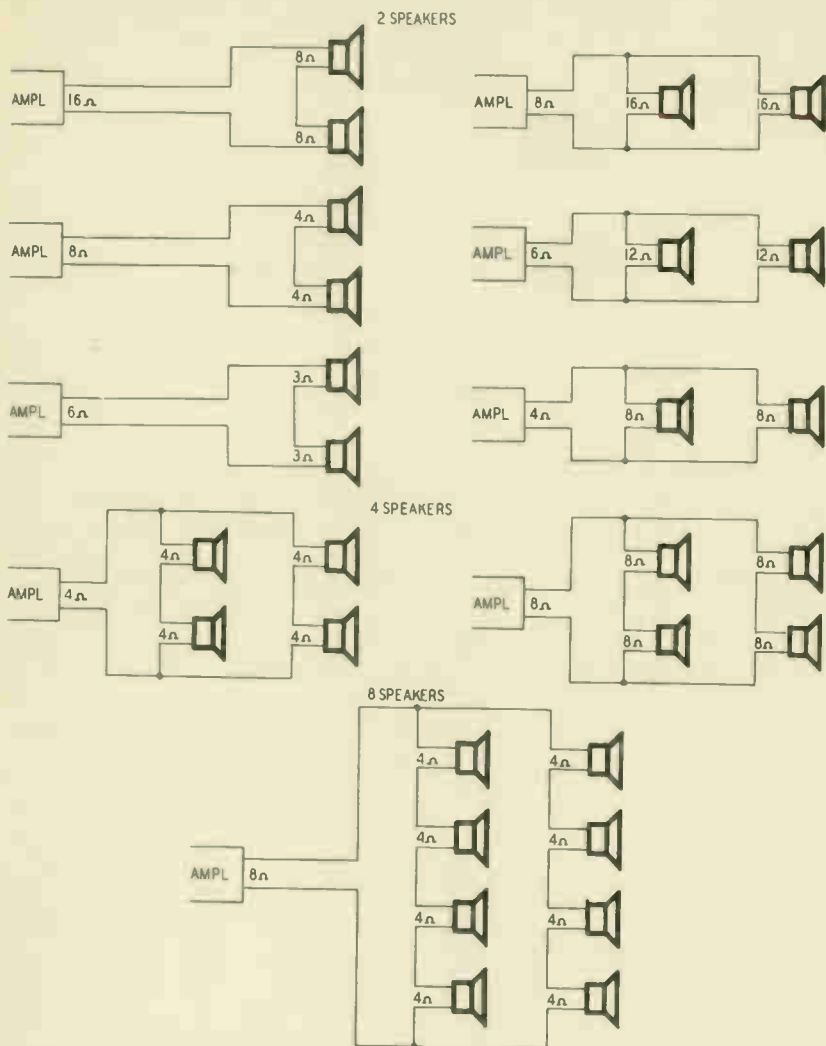 2 SPEAKERS
AMPL 16Ω 8Ω 8Ω
AMPL 8Ω 16Ω 16Ω
AMPL 8Ω 4Ω 4Ω
AMPL 6Ω 12Ω 12Ω
AMPL 6Ω 3Ω 3Ω
AMPL 4Ω 8Ω 8Ω
4 SPEAKERS
AMPL 4Ω 4Ω 4Ω 4Ω 4Ω
AMPL 8Ω 8Ω 8Ω 8Ω 8Ω
8 SPEAKERS
4Ω 4Ω
4Ω 4Ω
AMPL 8Ω
4Ω 4Ω
4Ω 4Ω